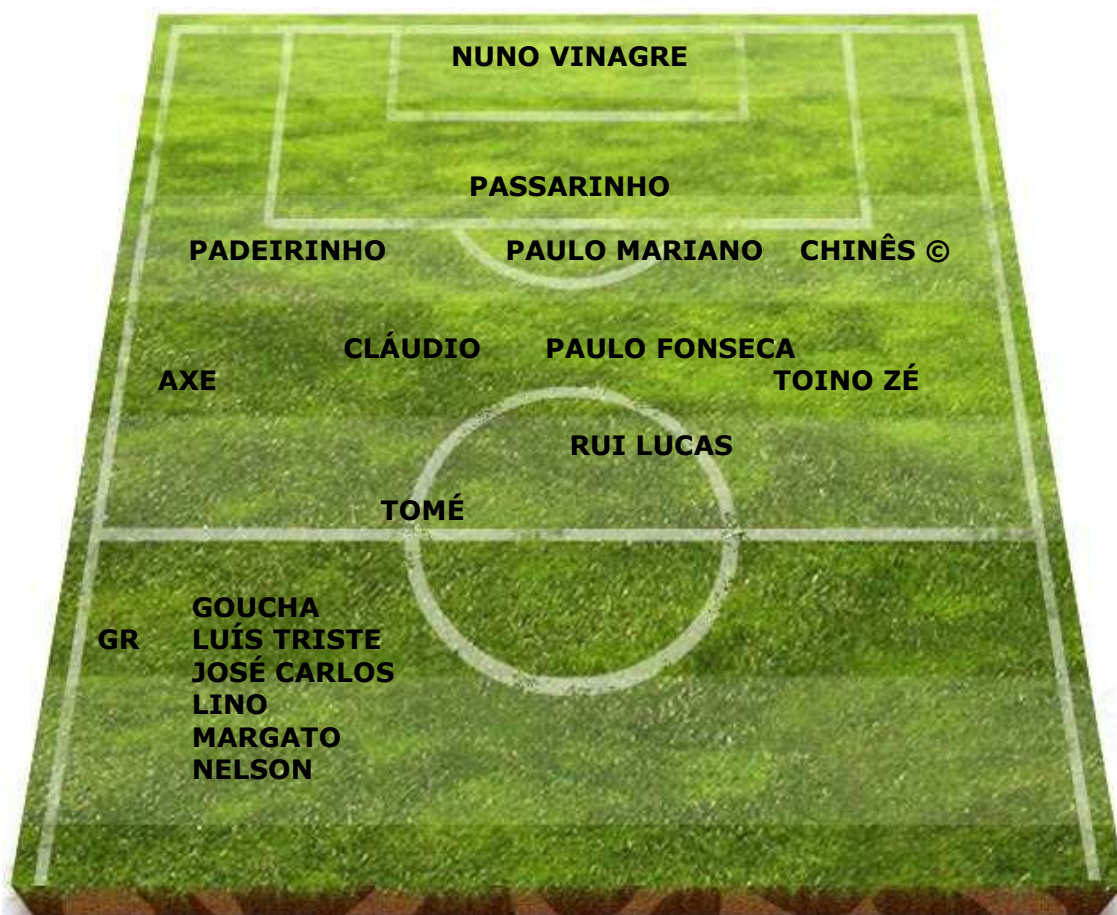 NUNO VINAGRE
PASSARINHO
PADEIRINHO PAULO MARIANO CHINÊS ©
CLÁUDIO PAULO FONSECA
AXE TOINO ZÉ
RUI LUCAS
TOMÉ
GOUCHA
GR LUÍS TRISTE
JOSÉ CARLOS
LINO
MARGATO
NELSON